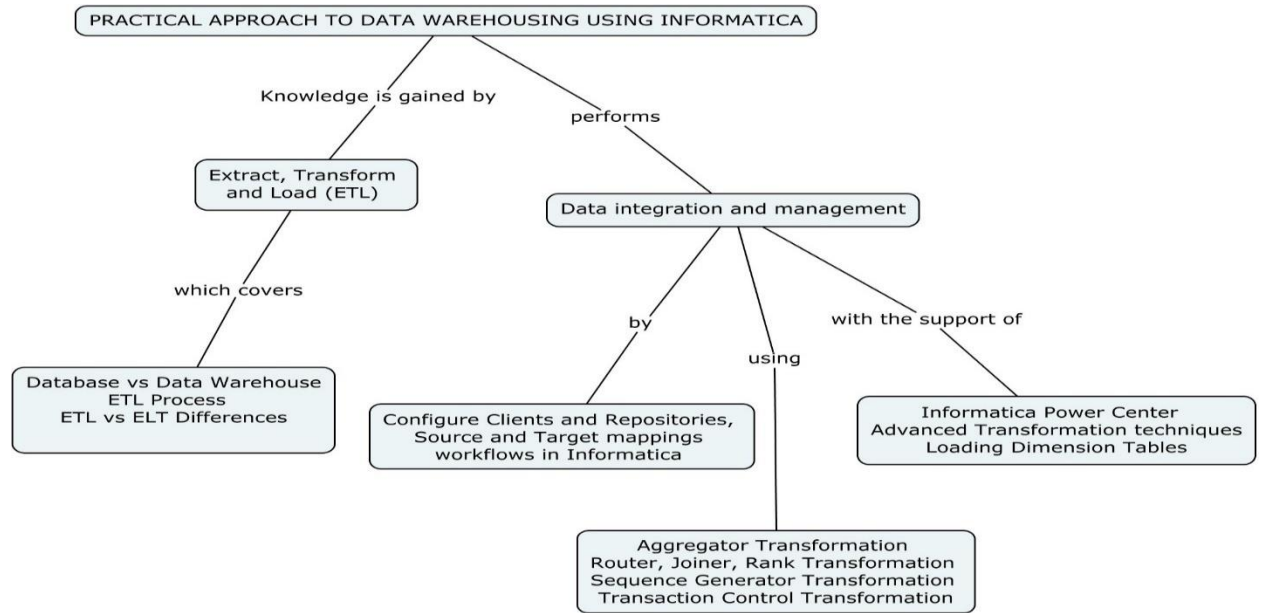 PRACTICAL APPROACH TO DATA WAREHOUSING USING INFORMATICA
Knowledge is gained by
performs
Extract, Transform
and Load (ETL)
Data integration and management
which covers
by
using
with the support of
Database vs Data Warehouse
ETL Process
ETL vs ELT Differences
Configure Clients and Repositories,
Source and Target mappings
workflows in Informatica
Informatica Power Center
Advanced Transformation techniques
Loading Dimension Tables
Aggregator Transformation
Router, Joiner, Rank Transformation
Sequence Generator Transformation
Transaction Control Transformation